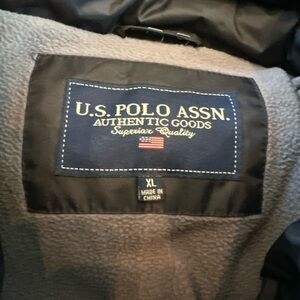 U.S. POLO ASSN.
AUTHENTIC GOODS
Superior Quality
XL
MADE IN
CHINA